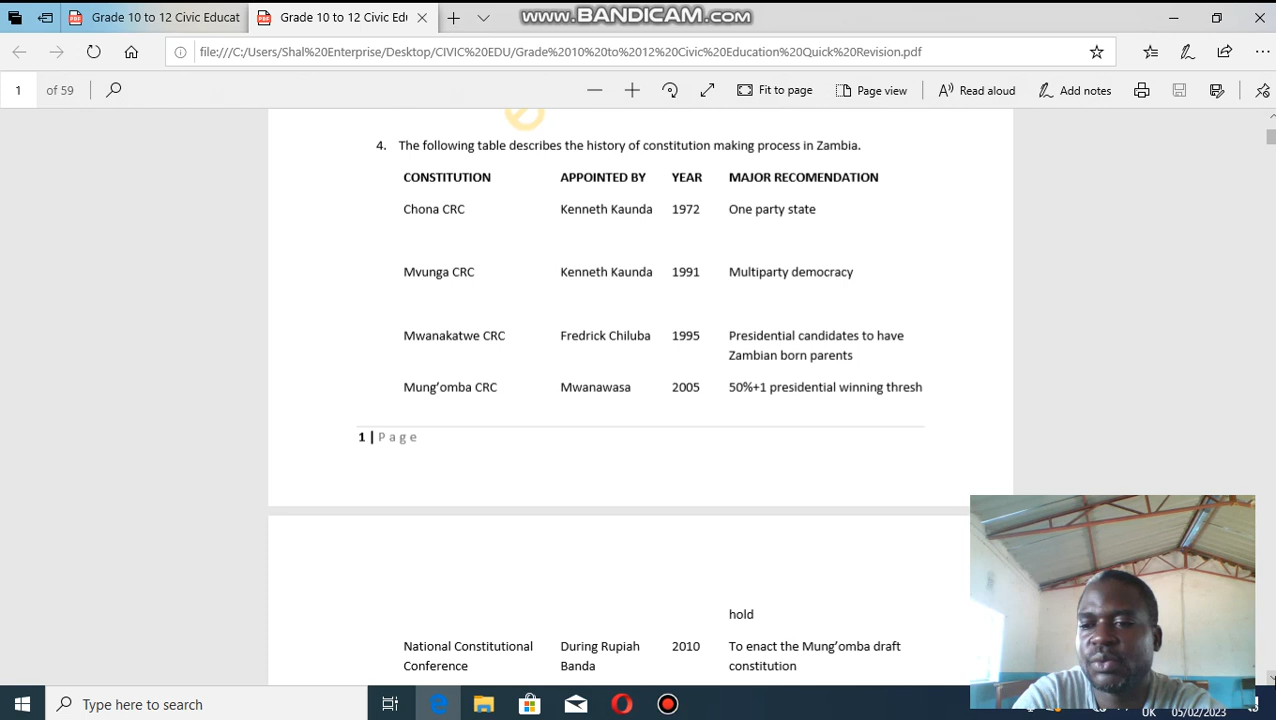 Grade 10 to 12 Civic Educat
Grade 10 to 12 Civic Edu
www.BANDICAM.com
file:///C:/Users/Shal%20Enterprise/Desktop/CIVIC%20EDU/Grade%2010%20to%2012%20Civic%20Education%20Quick%20Revision.pdf
1 of 59
Fit to page
Page view
Read aloud
Add notes
4. The following table describes the history of constitution making process in Zambia.
CONSTITUTION APPOINTED BY YEAR MAJOR RECOMENDATION
Chona CRC Kenneth Kaunda 1972 One party state
Mvunga CRC Kenneth Kaunda 1991 Multiparty democracy
Mwanakatwe CRC Fredrick Chiluba 1995 Presidential candidates to have
Zambian born parents
Mung’omba CRC Mwanawasa 2005 50%+1 presidential winning thresh
1 | Page
hold
National Constitutional During Rupiah 2010 To enact the Mung’omba draft
Conference Banda constitution
Type here to search
UK
05/02/2023